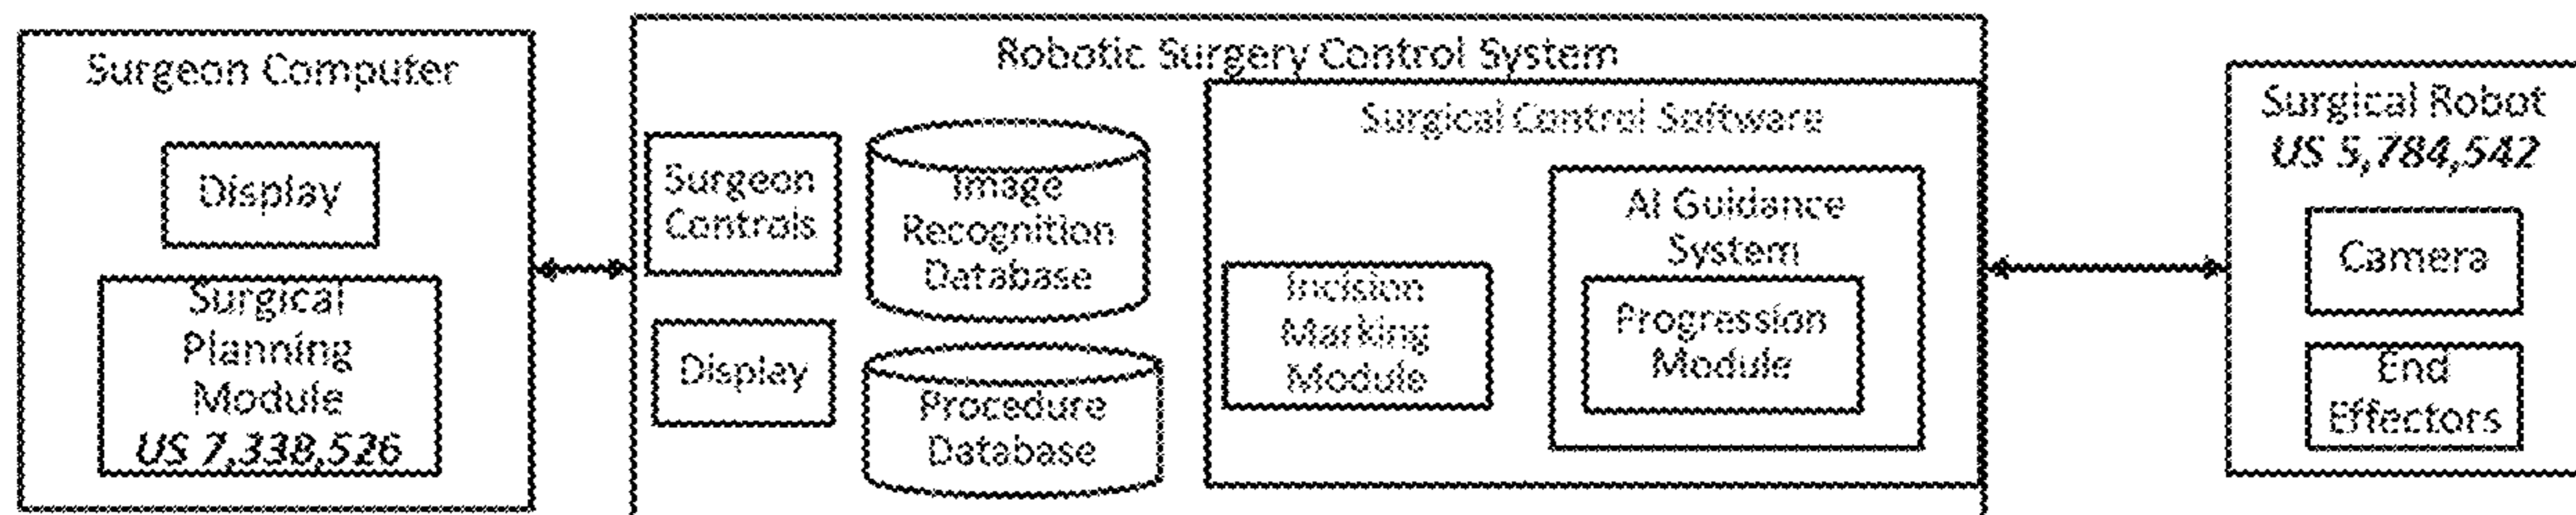 Surgeon Computer
Display
Surgical
Planning
Module
US 7,338,526
Robotic Surgery Control System
Surgeon
Controls
Display
Image
Recognition
Database
Procedure
Database
Surgical Control Software
Incision
Marking
Module
AI Guidance
System
Progression
Module
Surgical Robot
US 5,784,542
Camera
End
Effectors